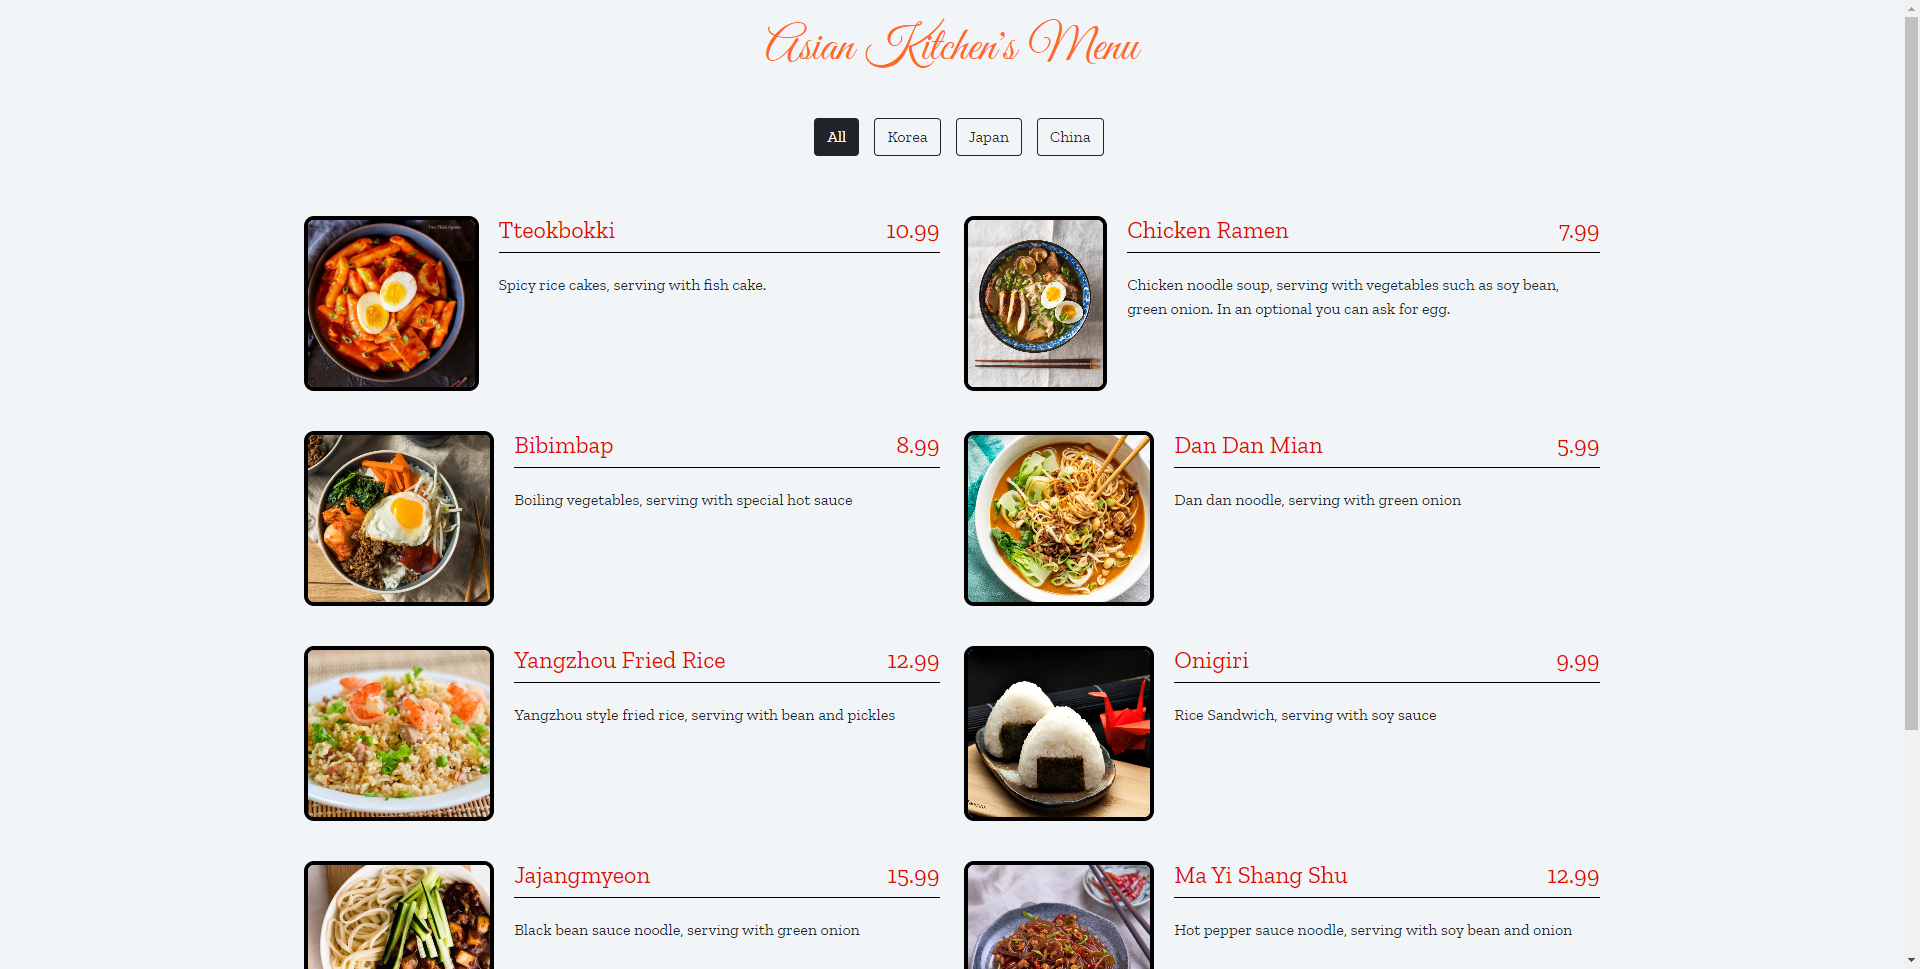 Asian Kitchen's Menu
All
Korea
Japan
China
Tteokbokki
10.99
Spicy rice cakes, serving with fish cake.
Chicken Ramen
7.99
Chicken noodle soup, serving with vegetables such as soy bean,
green onion. In an optional you can ask for egg.
Bibimbap
8.99
Boiling vegetables, serving with special hot sauce
Dan Dan Mian
5.99
Dan dan noodle, serving with green onion
Yangzhou Fried Rice
12.99
Yangzhou style fried rice, serving with bean and pickles
Onigiri
9.99
Rice Sandwich, serving with soy sauce
Jajangmyeon
15.99
Black bean sauce noodle, serving with green onion
Ma Yi Shang Shu
12.99
Hot pepper sauce noodle, serving with soy bean and onion